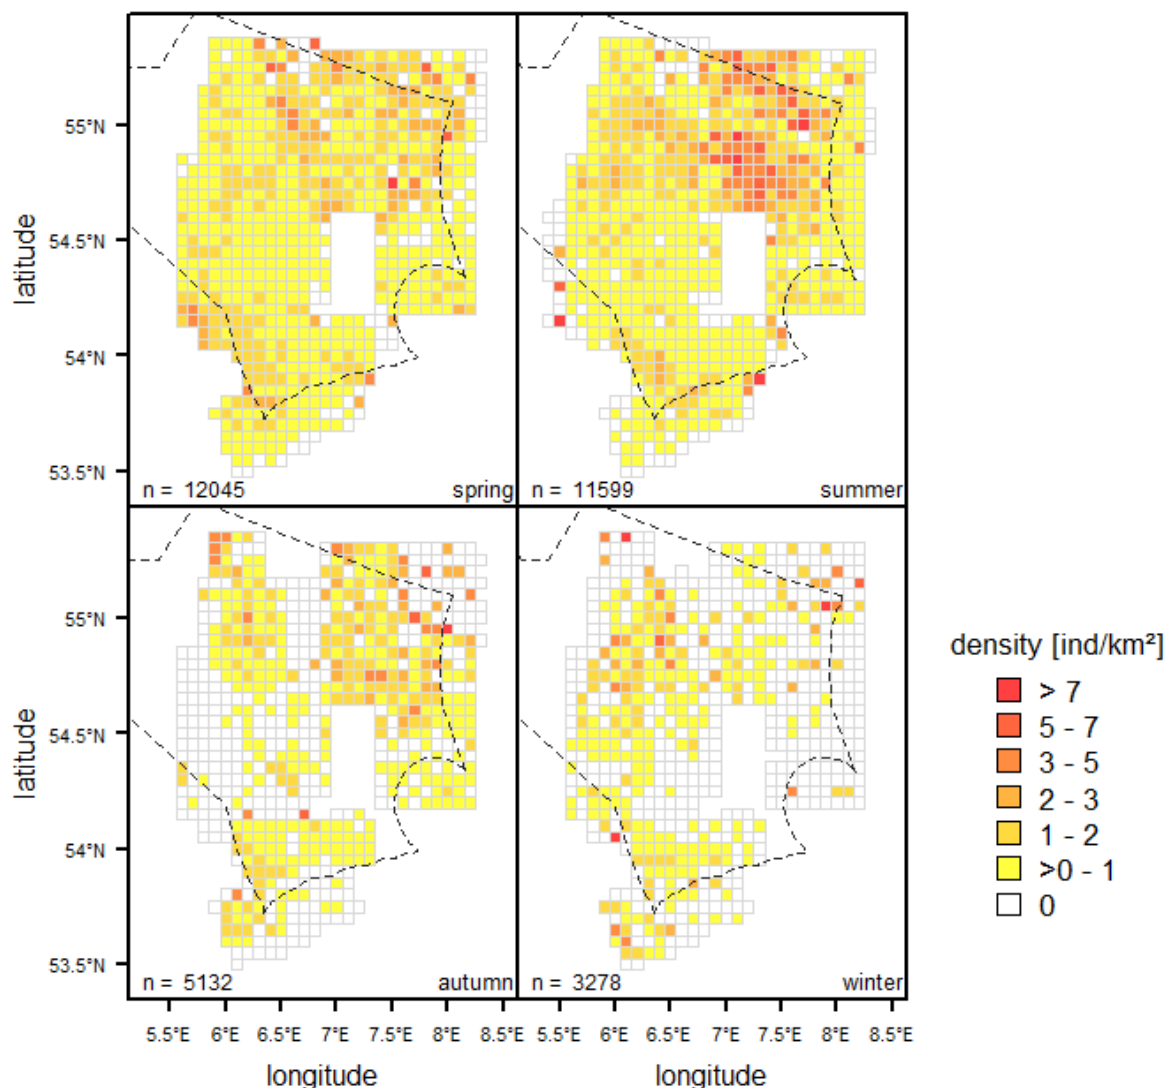 latitude
55°N
54.5°N
54°N
53.5°N
n = 12045
spring
n = 11599
summer
latitude
55°N
54.5°N
54°N
53.5°N
n = 5132
autumn
n = 3278
winter
5.5°E 6°E 6.5°E 7°E 7.5°E 8°E 8.5°E
5.5°E 6°E 6.5°E 7°E 7.5°E 8°E 8.5°E
longitude
longitude
density [ind/km²]
> 7
5 - 7
3 - 5
2 - 3
1 - 2
>0 - 1
0